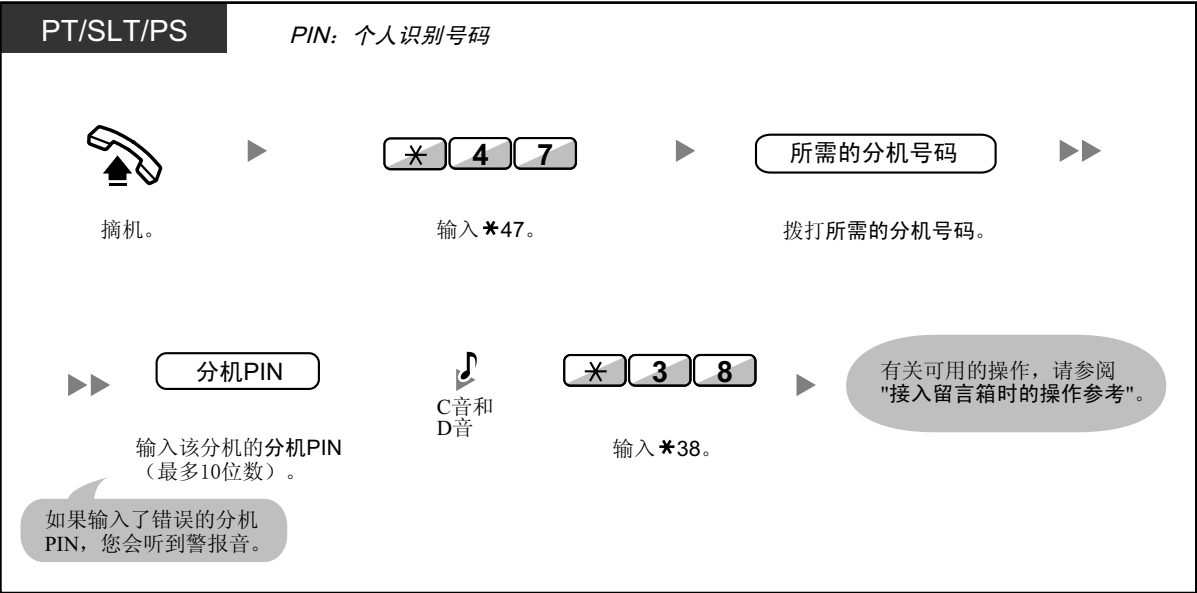 PT/SLT/PS
PIN：个人识别号码
* 4 7
所需的分机号码
摘机。
输入*47。
拨打所需的分机号码。
分机PIN
C音和
D音
* 3 8
有关可用的操作，请参阅
"接入留言箱时的操作参考"。
输入该分机的分机PIN
（最多10位数）。
输入*38。
如果输入了错误的分机
PIN，您会听到警报音。